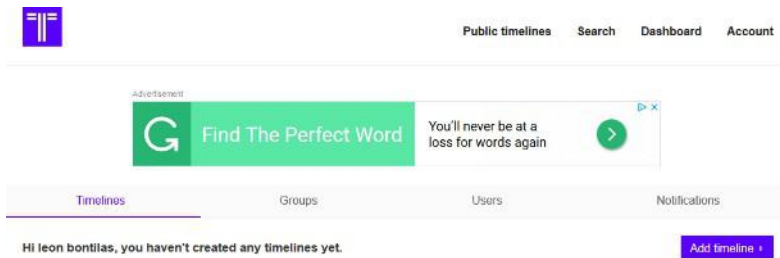 Public timelines Search Dashboard Account
Advertisement
G Find The Perfect Word
You'll never be at a
loss for words again
Timelines Groups Users Notifications
Hi leon bontilas, you haven't created any timelines yet.
Add timeline